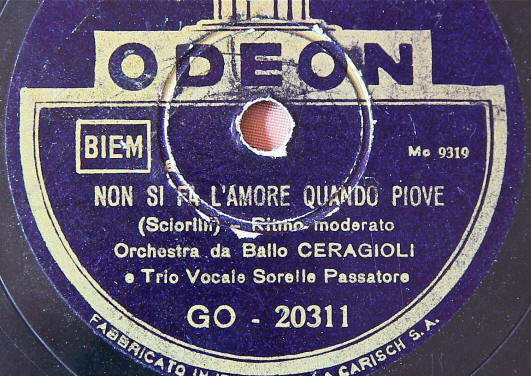 ODEON
BIEM
Mo 9319
NON SI FA L'AMORE QUANDO PIOVE
(Sciorilli) - Ritmo moderato
Orchestra da Ballo CERAGIOLI
e Trio Vocale Sorelle Passatore
GO - 20311
FABBRICATO IN CARISCH S.A.